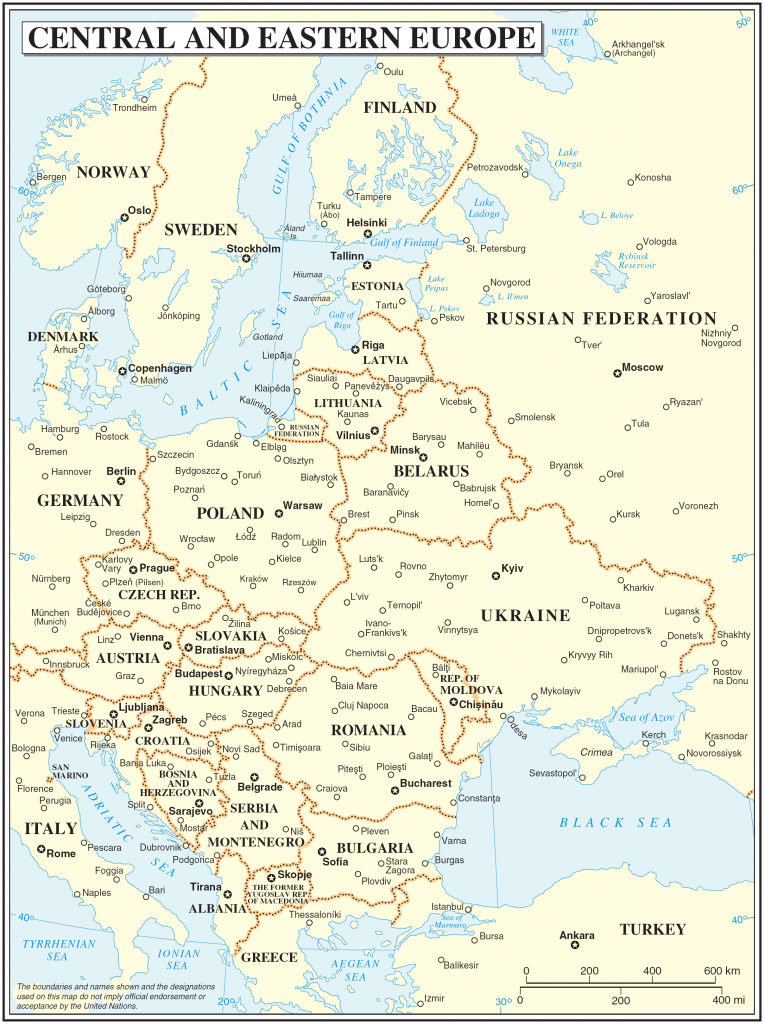 CENTRAL AND EASTERN EUROPE
40°
50°
WHITE
SEA
Arkhangel'sk
(Archangel)
Oulu
Umeå
Trondheim
FINLAND
GULF OF BOTHNIA
NORWAY
Lake
Onega
Petrozavodsk
Konosha
Bergen
60°
60°
Tampere
Turku
(Åbo)
Lake
Ladoga
Oslo
Helsinki
L. Beloye
SWEDEN
Åland
Is.
Gulf of Finland
St. Petersburg
Vologda
Stockholm
Tallinn
Rybinsk
Reservoir
Hiiumaa
ESTONIA
Lake
Peipus
Novgorod
L. Il'men
Yaroslavl'
Göteborg
Saaremaa
Tartu
L. Pskov
Ålborg
Jönköping
Gulf of
Riga
Pskov
RUSSIAN FEDERATION
DENMARK
Gotland
Riga
Nizhniy
Novgorod
Århus
Liepāja
LATVIA
Tver'
Copenhagen
Malmö
BALTIC SEA
Moscow
Siauliai
Panevėžys
Daugavpils
Klaipėda
LITHUANIA
Kaliningrad
Kaunas
Vicebsk
Smolensk
Ryazan'
RUSSIAN
FEDERATION
Vilnius
Tula
Hamburg
Rostock
Gdańsk
Elbląg
Barysau
Mahilëu
Bremen
Szczecin
Olsztyn
Minsk
BELARUS
Hannover
Berlin
Bydgoszcz
Toruń
Białystok
Bryansk
Orel
Poznań
Baranavičy
Babrujsk
GERMANY
Warsaw
Homel'
Voronezh
Leipzig
POLAND
Brest
Pinsk
Kursk
Dresden
Łódź
Radom
Lublin
Wrocław
50°
50°
Karlovy
Vary
Prague
Opole
Kielce
Luts'k
Rovno
Kyiv
Nürnberg
Plzeň (Pilsen)
Kraków
Rzeszów
Zhytomyr
Kharkiv
CZECH REP.
L'viv
Ternopil'
Poltava
München
(Munich)
České
Budějovice
Brno
UKRAINE
Lugansk
Žilina
Ivano-
Frankivs'k
Vinnytsya
Dnipropetrovs'k
Donets'k
Shakhty
Linz
Vienna
SLOVAKIA
Košice
Bratislava
Chernivtsi
Kryvyy Rih
AUSTRIA
Miskolc
Mariupol'
Rostov
na Donu
Innsbruck
Budapest
Nyíregyháza
Bălţi
Graz
HUNGARY
Debrecen
Baia Mare
REP. OF
MOLDOVA
Mykolayiv
Ljubljana
Cluj Napoca
Chişinău
Verona
Trieste
Zagreb
Pécs
Szeged
Bacau
Odesa
Sea of Azov
SLOVENIA
Arad
ROMANIA
Venice
Rijeka
CROATIA
Kerch
Krasnodar
Bologna
Osijek
Novi Sad
Timişoara
Sibiu
Galaţi
Crimea
Novorossiysk
SAN
MARINO
Banja Luka
BOSNIA
AND
HERZEGOVINA
Tuzla
Piteşti
Ploieşti
Sevastopol'
Florence
Belgrade
Bucharest
Perugia
Split
Sarajevo
Craiova
Constanţa
SERBIA
AND
MONTENEGRO
ADRIATIC SEA
BLACK SEA
ITALY
Mostar
Niš
Pleven
Varna
Rome
Pescara
Dubrovnik
BULGARIA
Podgorica
Sofia
Stara
Zagora
Burgas
Foggia
Skopje
Plovdiv
Tirana
THE FORMER
YUGOSLAV REP.
OF MACEDONIA
Naples
Bari
ALBANIA
Istanbul
Thessaloníki
Sea of
Marmara
40°
40°
TURKEY
TYRRHENIAN
SEA
Bursa
Ankara
IONIAN
SEA
GREECE
AEGEAN
SEA
Balikesir
0 200 400 600 km
0 200 400 mi
Izmir
20°
30°
The boundaries and names shown and the designations
used on this map do not imply official endorsement or
acceptance by the United Nations.